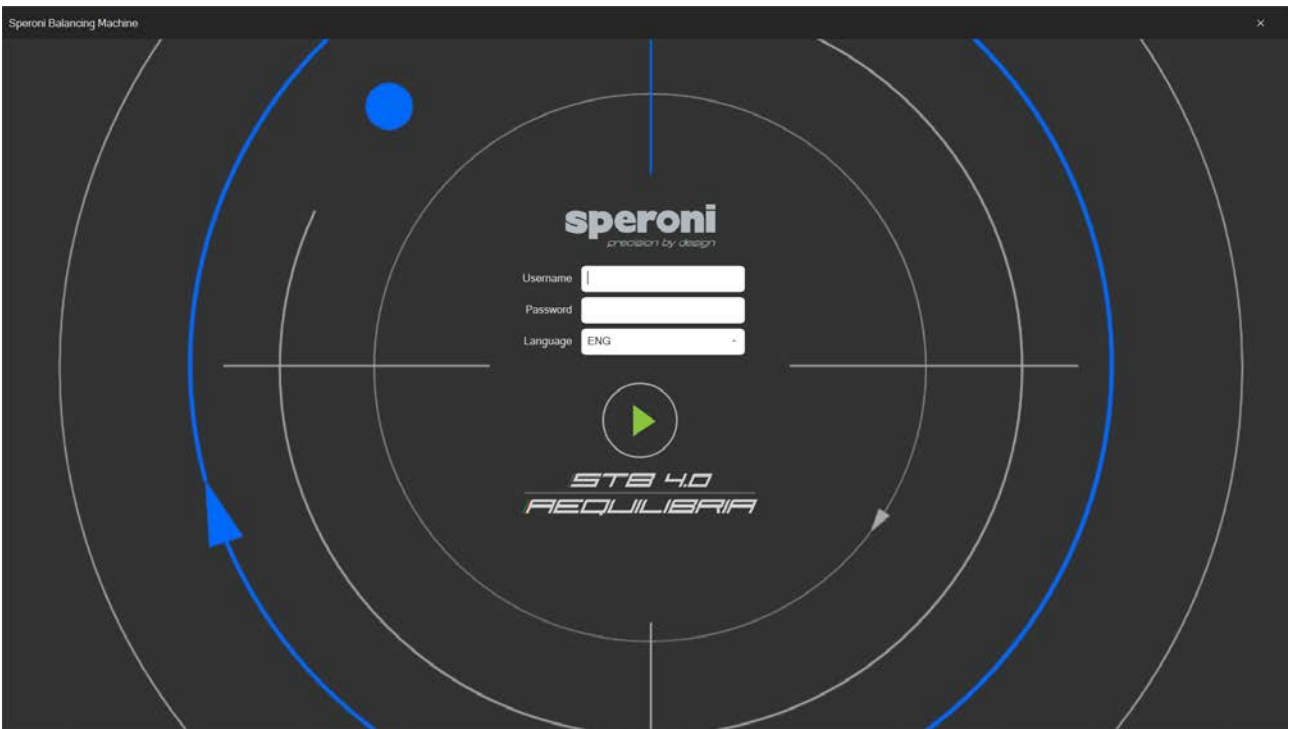 Speroni Balancing Machine
speroni
precision by design
Username
Password
Language ENG
STB 4.0
AEQUILIBRIA